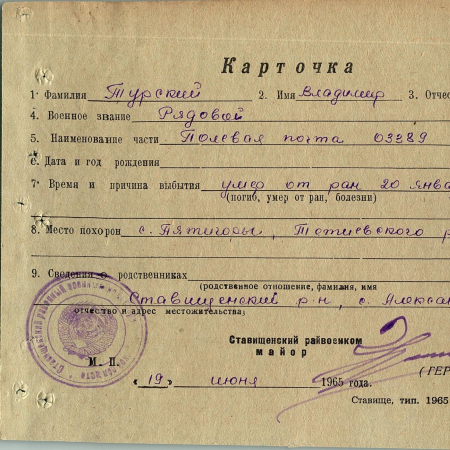 Карточка
1. Фамилия Турский 2. Имя Владимир 3. Отчес
4. Военное звание Рядовой
5. Наименование части Полевая почта 03389
6. Дата и год рождения
7. Время и причина выбытия умер от ран 20 янва
(погиб, умер от ран, болезни)
8. Место похорон с. Пятигоры, Тетиевского р
9. Сведения о родственниках
(родственное отношение, фамилия, имя
Ставищенский р-н, с. Алексан
отчество и адрес местожительства)
Ставищенский райвоенком
майор
М. П.
(ГЕР
„19„ июня 1965 года.
Ставище, тип. 1965